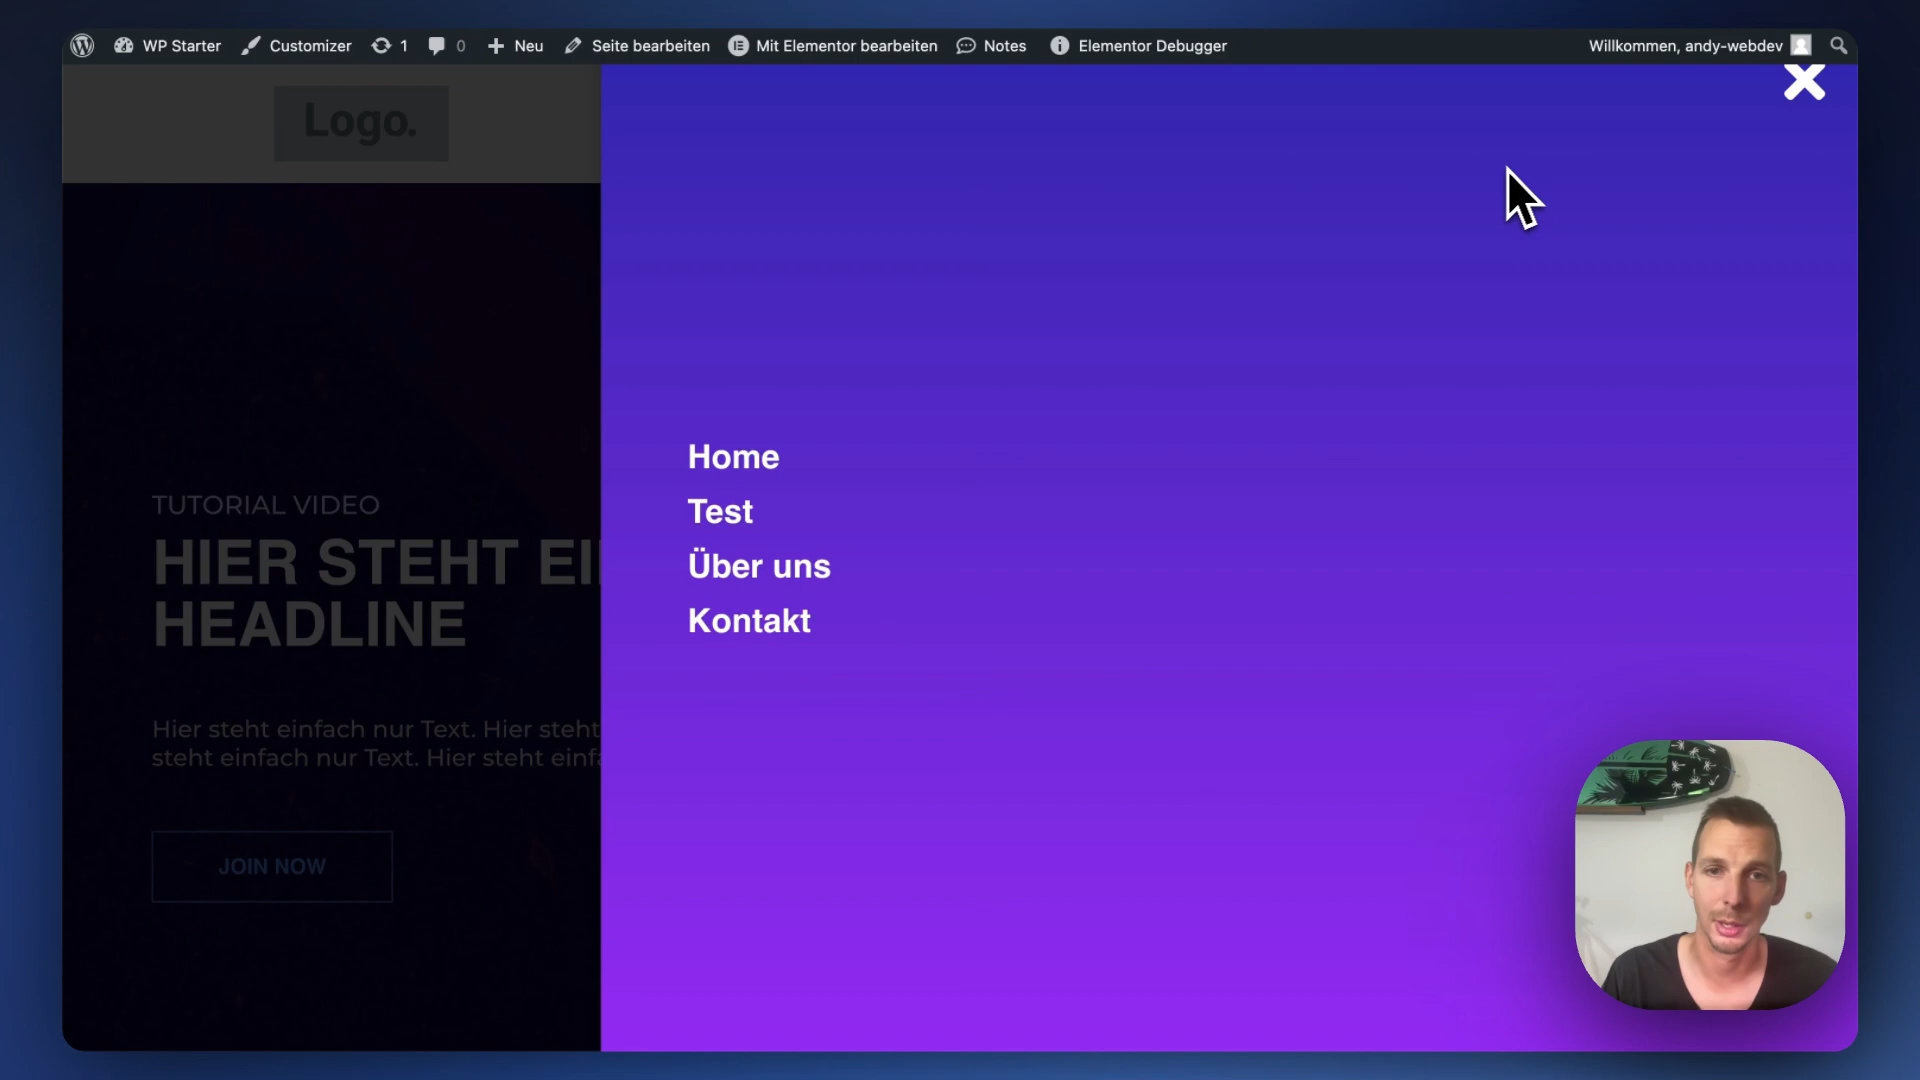 WP Starter Customizer 1 0 Neu Seite bearbeiten Mit Elementor bearbeiten Notes Elementor Debugger Willkommen, andy-webdev
Logo.
Home
Test
Über uns
Kontakt
TUTORIAL VIDEO
HIER STEHT EI
HEADLINE
Hier steht einfach nur Text. Hier steht
steht einfach nur Text. Hier steht einf
JOIN NOW